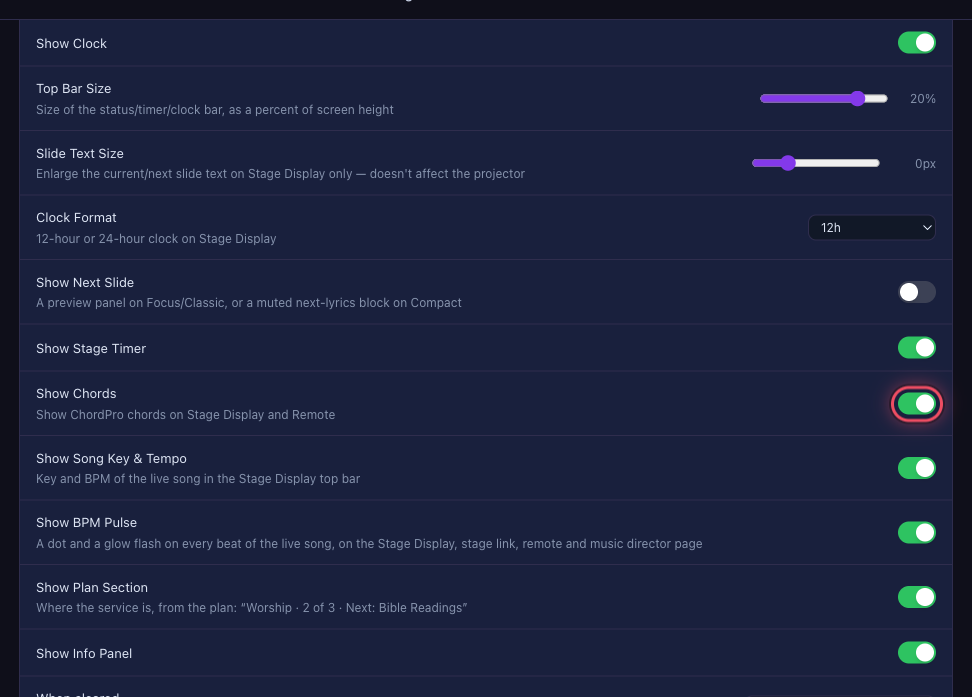 Show Clock
Top Bar Size
Size of the status/timer/clock bar, as a percent of screen height
20%
Slide Text Size
Enlarge the current/next slide text on Stage Display only — doesn't affect the projector
0px
Clock Format
12-hour or 24-hour clock on Stage Display
12h
Show Next Slide
A preview panel on Focus/Classic, or a muted next-lyrics block on Compact
Show Stage Timer
Show Chords
Show ChordPro chords on Stage Display and Remote
Show Song Key & Tempo
Key and BPM of the live song in the Stage Display top bar
Show BPM Pulse
A dot and a glow flash on every beat of the live song, on the Stage Display, stage link, remote and music director page
Show Plan Section
Where the service is, from the plan: “Worship · 2 of 3 · Next: Bible Readings”
Show Info Panel
When cleared